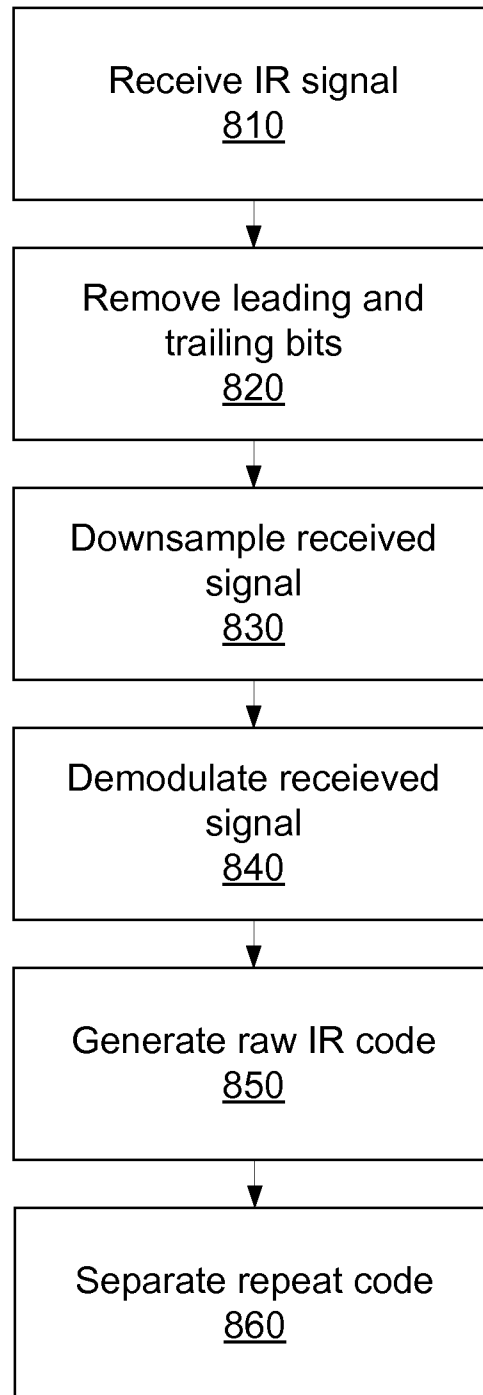 Receive IR signal
810
Remove leading and
trailing bits
820
Downsample received
signal
830
Demodulate receieved
signal
840
Generate raw IR code
850
Separate repeat code
860